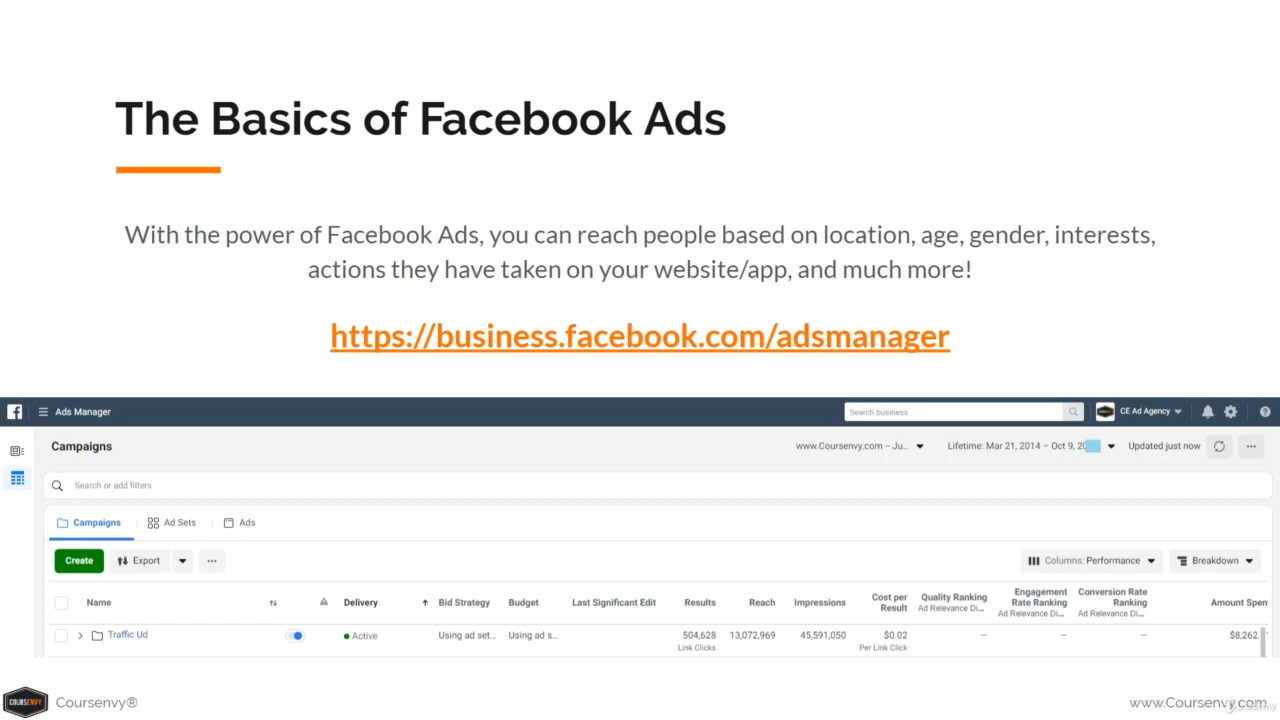 The Basics of Facebook Ads
With the power of Facebook Ads, you can reach people based on location, age, gender, interests,
actions they have taken on your website/app, and much more!
https://business.facebook.com/adsmanager
Ads Manager
Search business
CE Ad Agency
Campaigns
www.Coursenvy.com – Ju...
Lifetime: Mar 21, 2014 – Oct 9, 20
Updated just now
Search or add filters
Campaigns
Ad Sets
Ads
Create
Export
Columns: Performance
Breakdown
Name
Delivery
Bid Strategy
Budget
Last Significant Edit
Results
Reach
Impressions
Cost per
Result
Quality Ranking
Ad Relevance Di...
Engagement
Rate Ranking
Ad Relevance Di...
Conversion Rate
Ranking
Ad Relevance Di...
Amount Spen
Traffic Ud
Active
Using ad set...
Using ad s...
504,628
Link Clicks
13,072,969
45,591,050
$0.02
Per Link Click
—
—
—
$8,262.
COURSENVY
Coursenvy®
www.Coursenvy.com